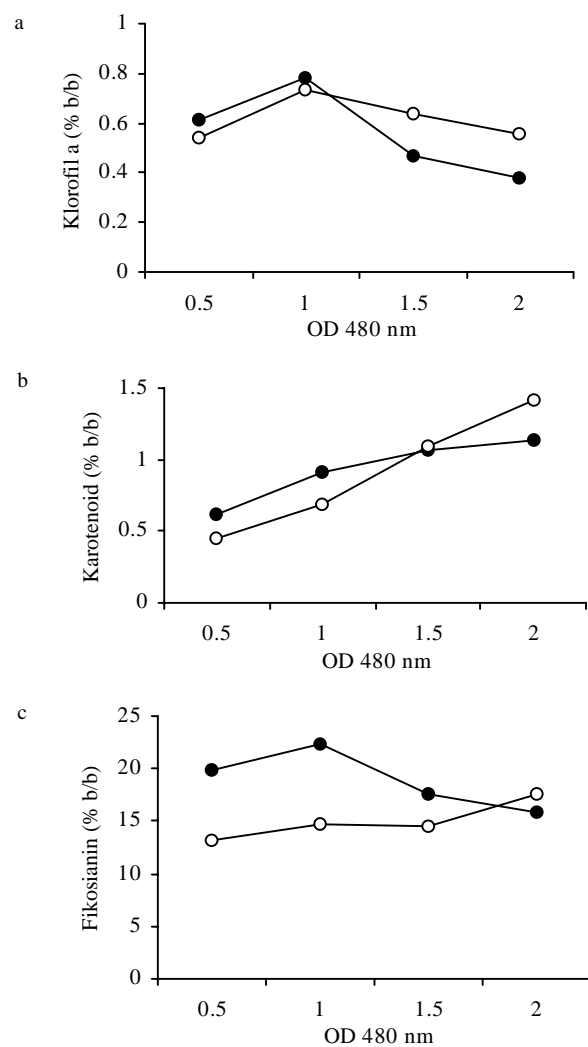 a
Klorofil a (% b/b)
1
0.8
0.6
0.4
0.2
0
0.5 1 1.5 2
OD 480 nm
b
Karotenoid (% b/b)
1.5
1
0.5
0
0.5 1 1.5 2
OD 480 nm
c
Fikosianin (% b/b)
25
20
15
10
5
0
0.5 1 1.5 2
OD 480 nm